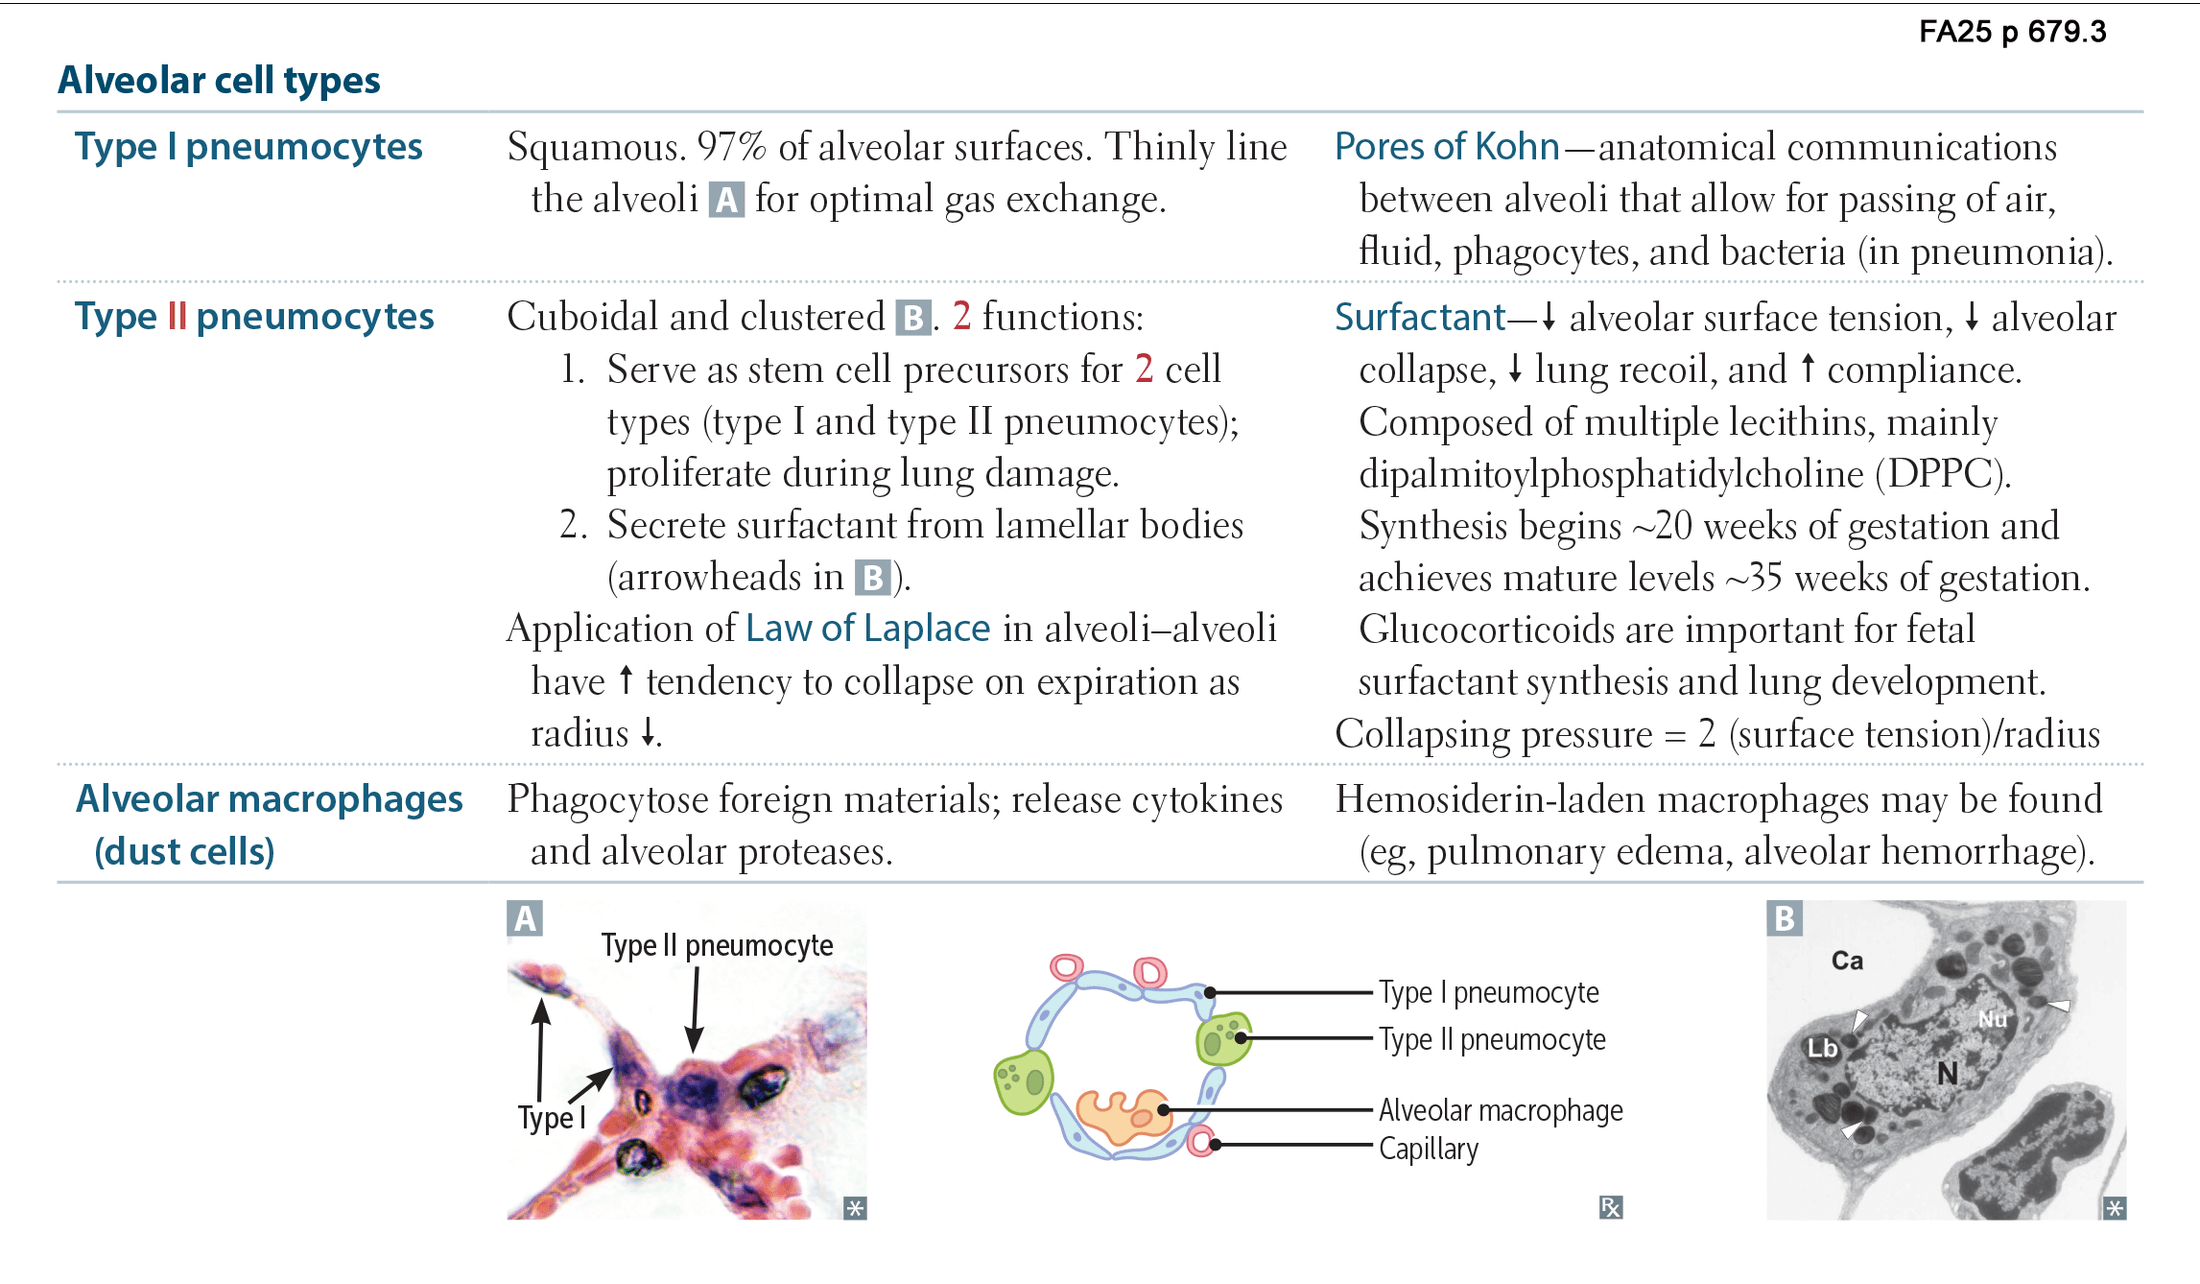 FA25 p 679.3
Alveolar cell types
Type I pneumocytes
Squamous. 97% of alveolar surfaces. Thinly line
the alveoli A for optimal gas exchange.
Pores of Kohn—anatomical communications
between alveoli that allow for passing of air,
fluid, phagocytes, and bacteria (in pneumonia).
Type II pneumocytes
Cuboidal and clustered B. 2 functions:
1. Serve as stem cell precursors for 2 cell
types (type I and type II pneumocytes);
proliferate during lung damage.
2. Secrete surfactant from lamellar bodies
(arrowheads in B).
Application of Law of Laplace in alveoli–alveoli
have ↑ tendency to collapse on expiration as
radius ↓.
Surfactant—↓ alveolar surface tension, ↓ alveolar
collapse, ↓ lung recoil, and ↑ compliance.
Composed of multiple lecithins, mainly
dipalmitoylphosphatidylcholine (DPPC).
Synthesis begins ~20 weeks of gestation and
achieves mature levels ~35 weeks of gestation.
Glucocorticoids are important for fetal
surfactant synthesis and lung development.
Collapsing pressure = 2 (surface tension)/radius
Alveolar macrophages
(dust cells)
Phagocytose foreign materials; release cytokines
and alveolar proteases.
Hemosiderin-laden macrophages may be found
(eg, pulmonary edema, alveolar hemorrhage).
A
Type II pneumocyte
Type I
*
Type I pneumocyte
Type II pneumocyte
Alveolar macrophage
Capillary
Rx
B
Ca
Nu
Lb
N
*